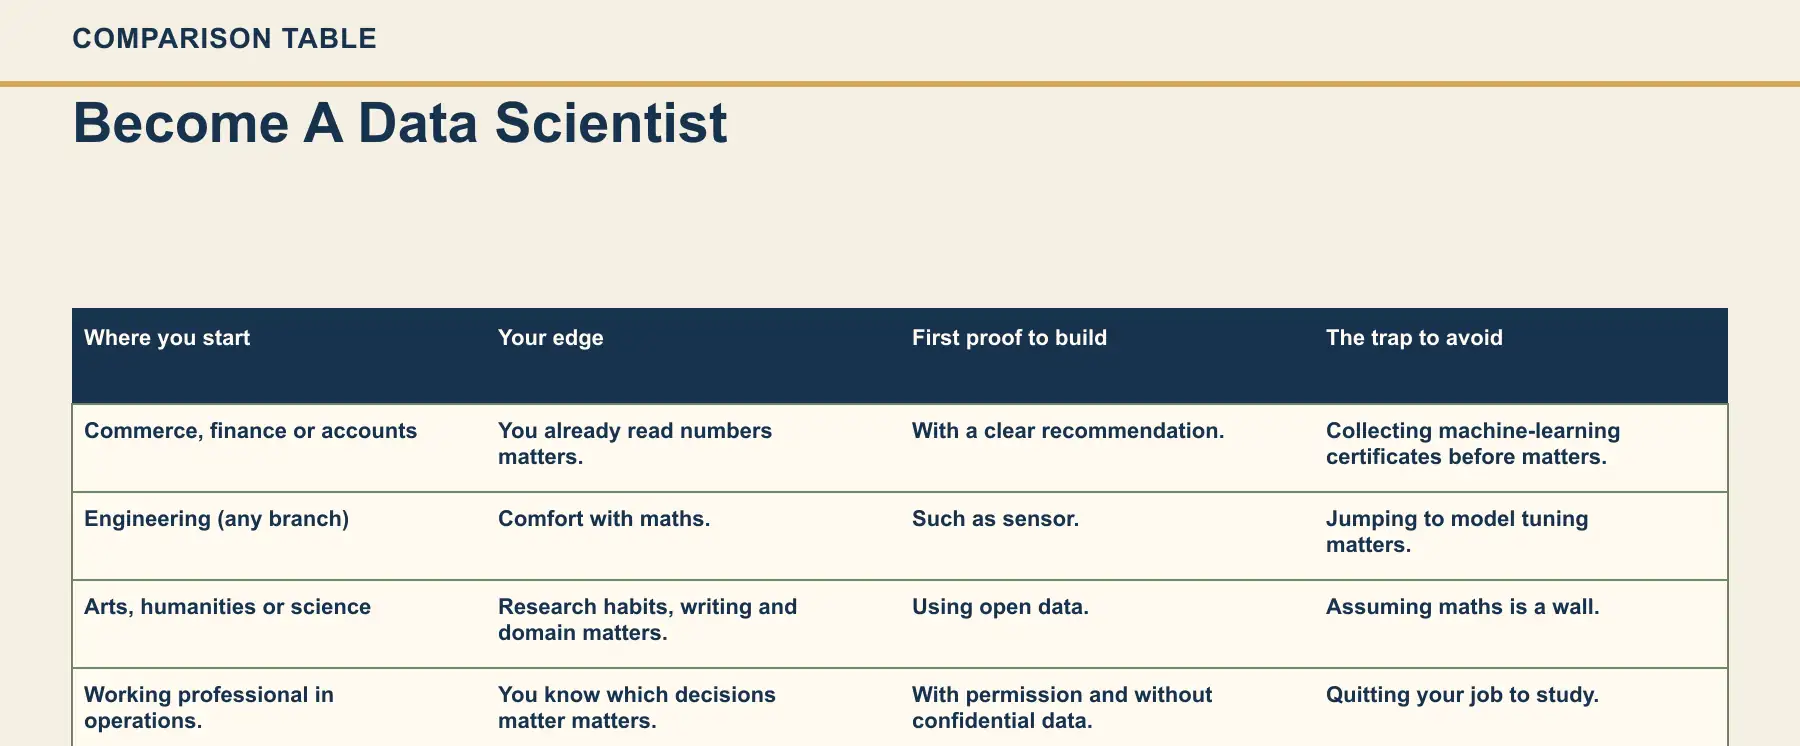 COMPARISON TABLE
Become A Data Scientist
Where you start
Your edge
First proof to build
The trap to avoid
Commerce, finance or accounts
You already read numbers
matters.
With a clear recommendation.
Collecting machine-learning
certificates before matters.
Engineering (any branch)
Comfort with maths.
Such as sensor.
Jumping to model tuning
matters.
Arts, humanities or science
Research habits, writing and
domain matters.
Using open data.
Assuming maths is a wall.
Working professional in
operations.
You know which decisions
matter matters.
With permission and without
confidential data.
Quitting your job to study.